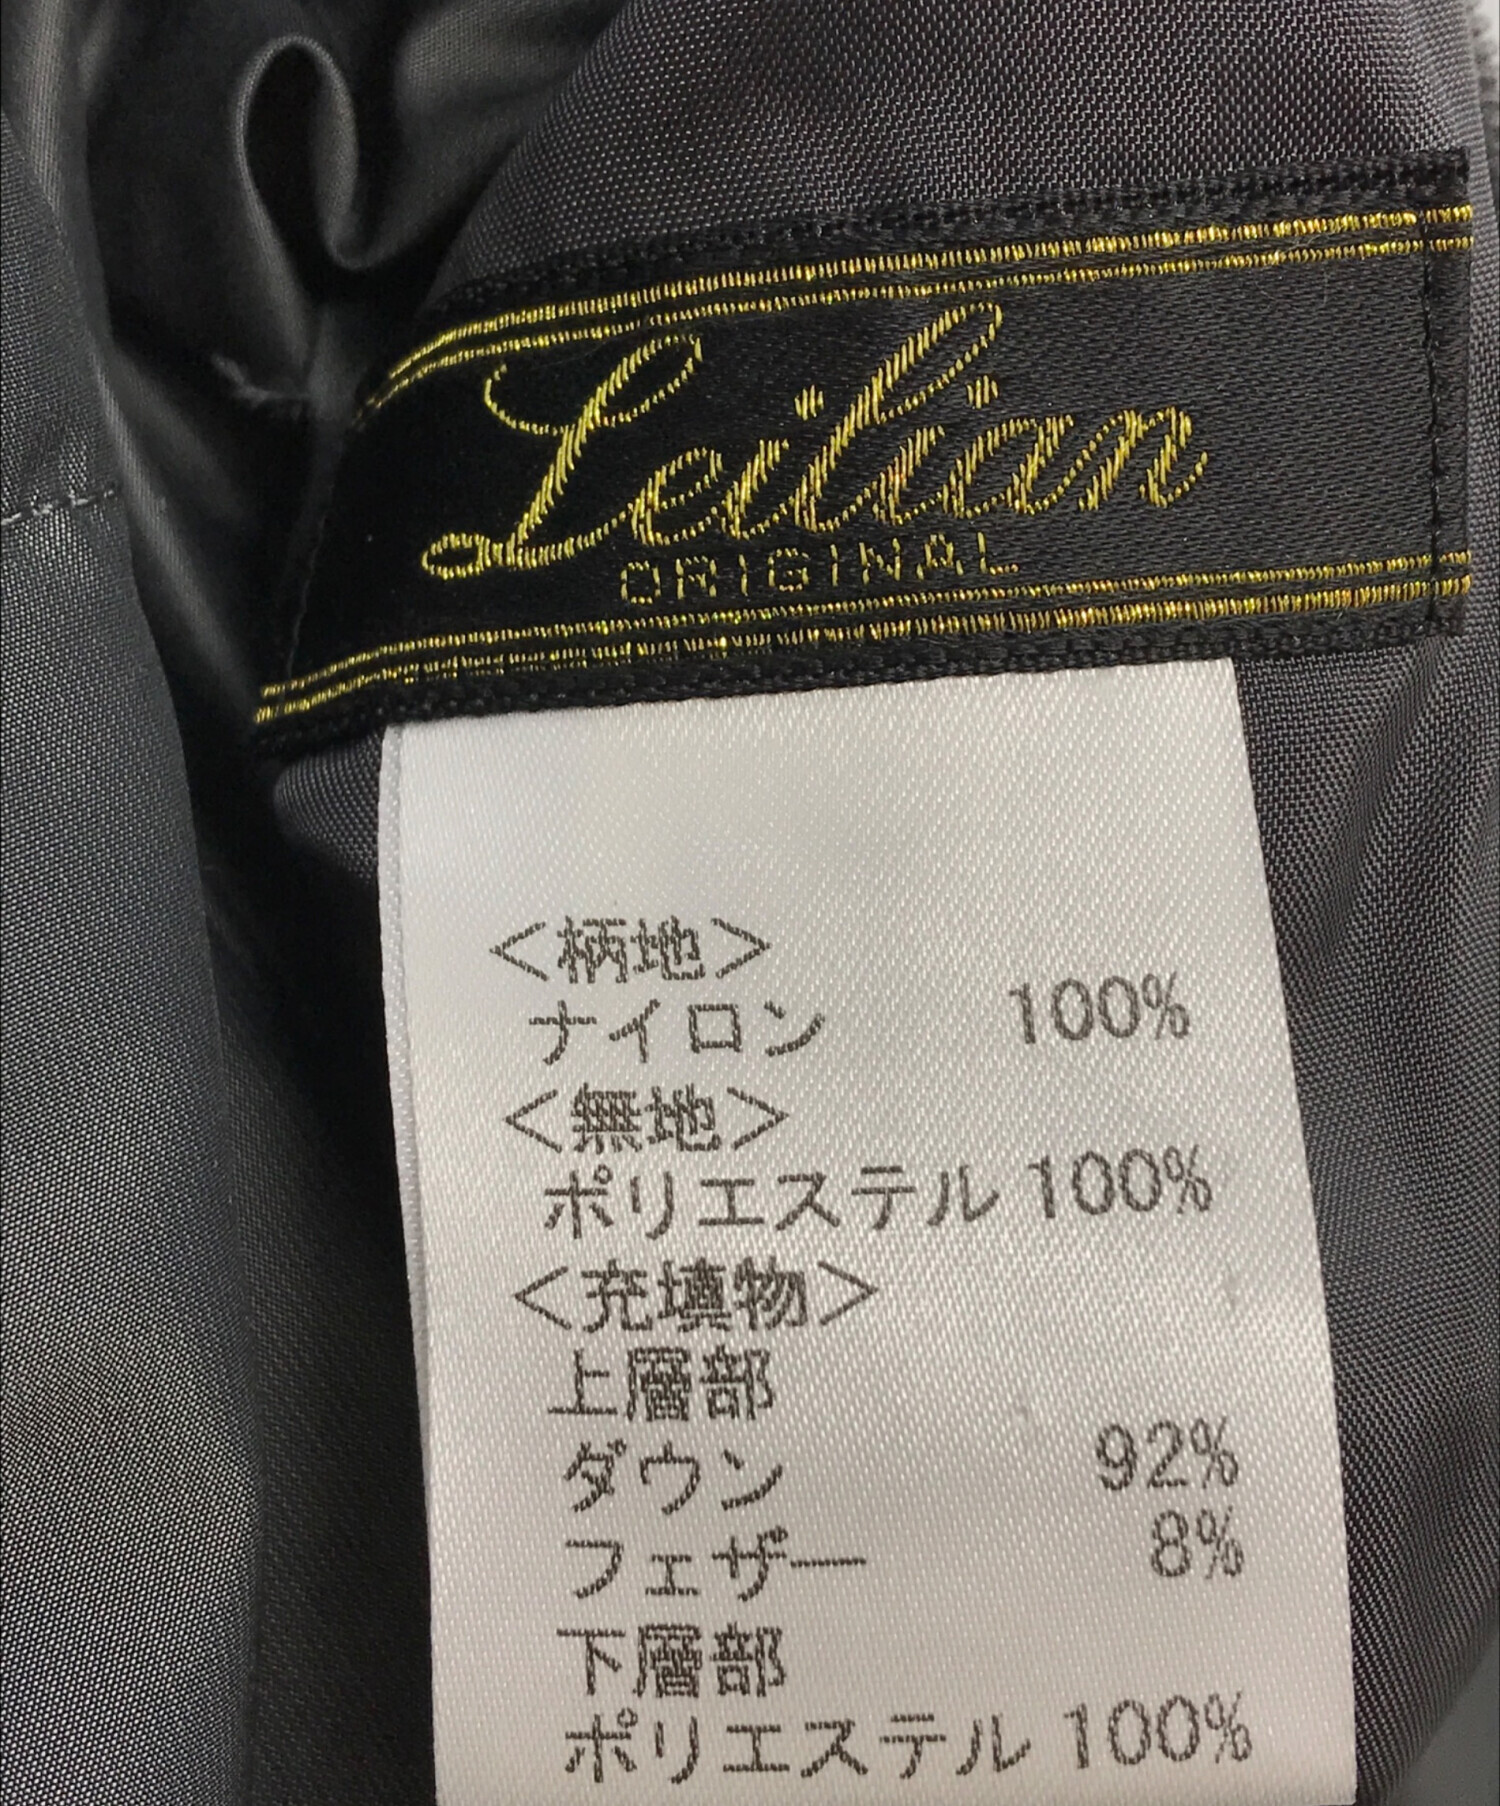 Leilian
ORIGINAL
＜柄地＞
ナイロン 100%
＜無地＞
ポリエステル 100%
＜充填物＞
上層部
ダウン 92%
フェザー 8%
下層部
ポリエステル 100%